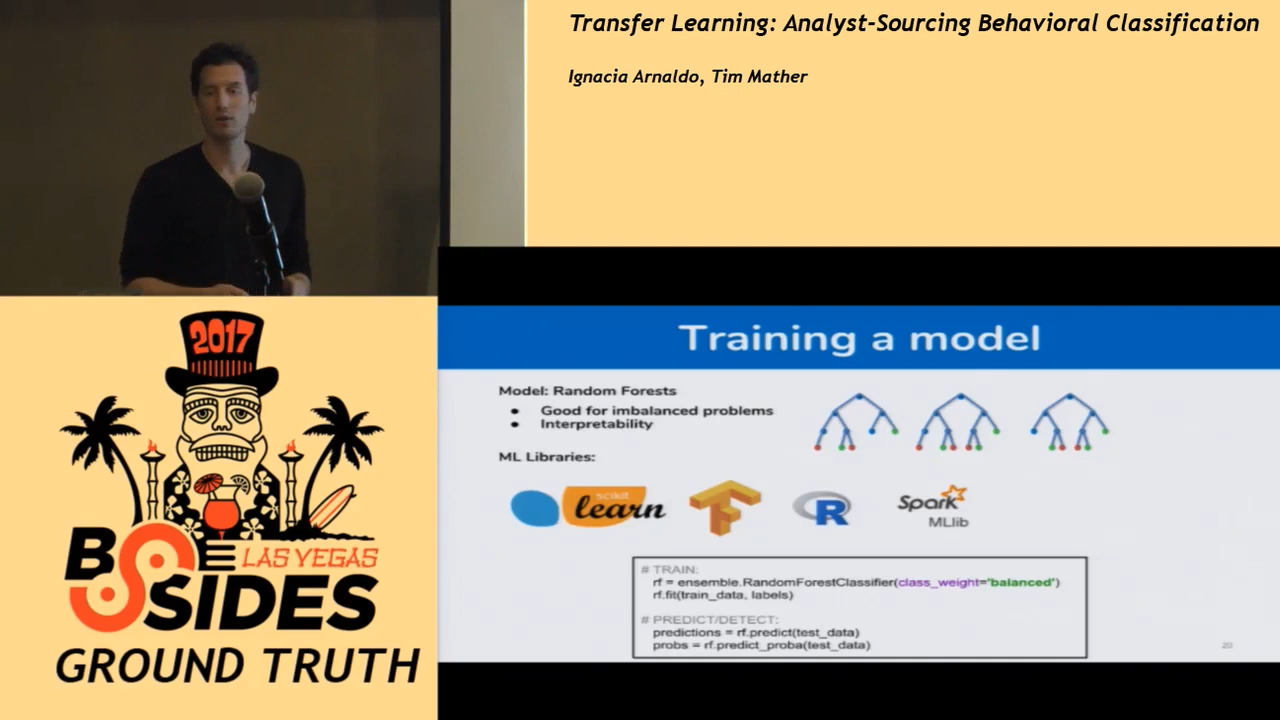 Transfer Learning: Analyst-Sourcing Behavioral Classification
Ignacia Arnaldo, Tim Mather
2017
BSIDES
LAS VEGAS
GROUND TRUTH
Training a model
Model: Random Forests
● Good for imbalanced problems
● Interpretability
ML Libraries:
scikit
learn
R
Spark
MLlib
# TRAIN:
rf = ensemble.RandomForestClassifier(class_weight='balanced')
rf.fit(train_data, labels)
# PREDICT/DETECT:
predictions = rf.predict(test_data)
probs = rf.predict_proba(test_data)
20